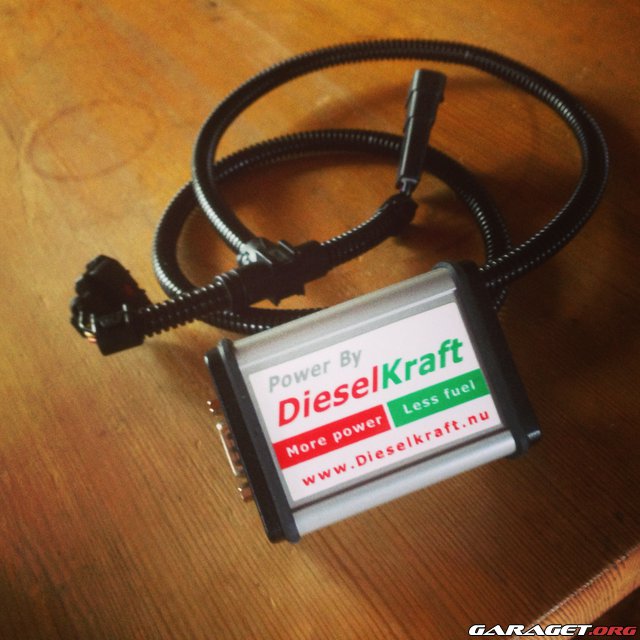 Power By
DieselKraft
More power Less fuel
www.Dieselkraft.nu
GARAGET.ORG